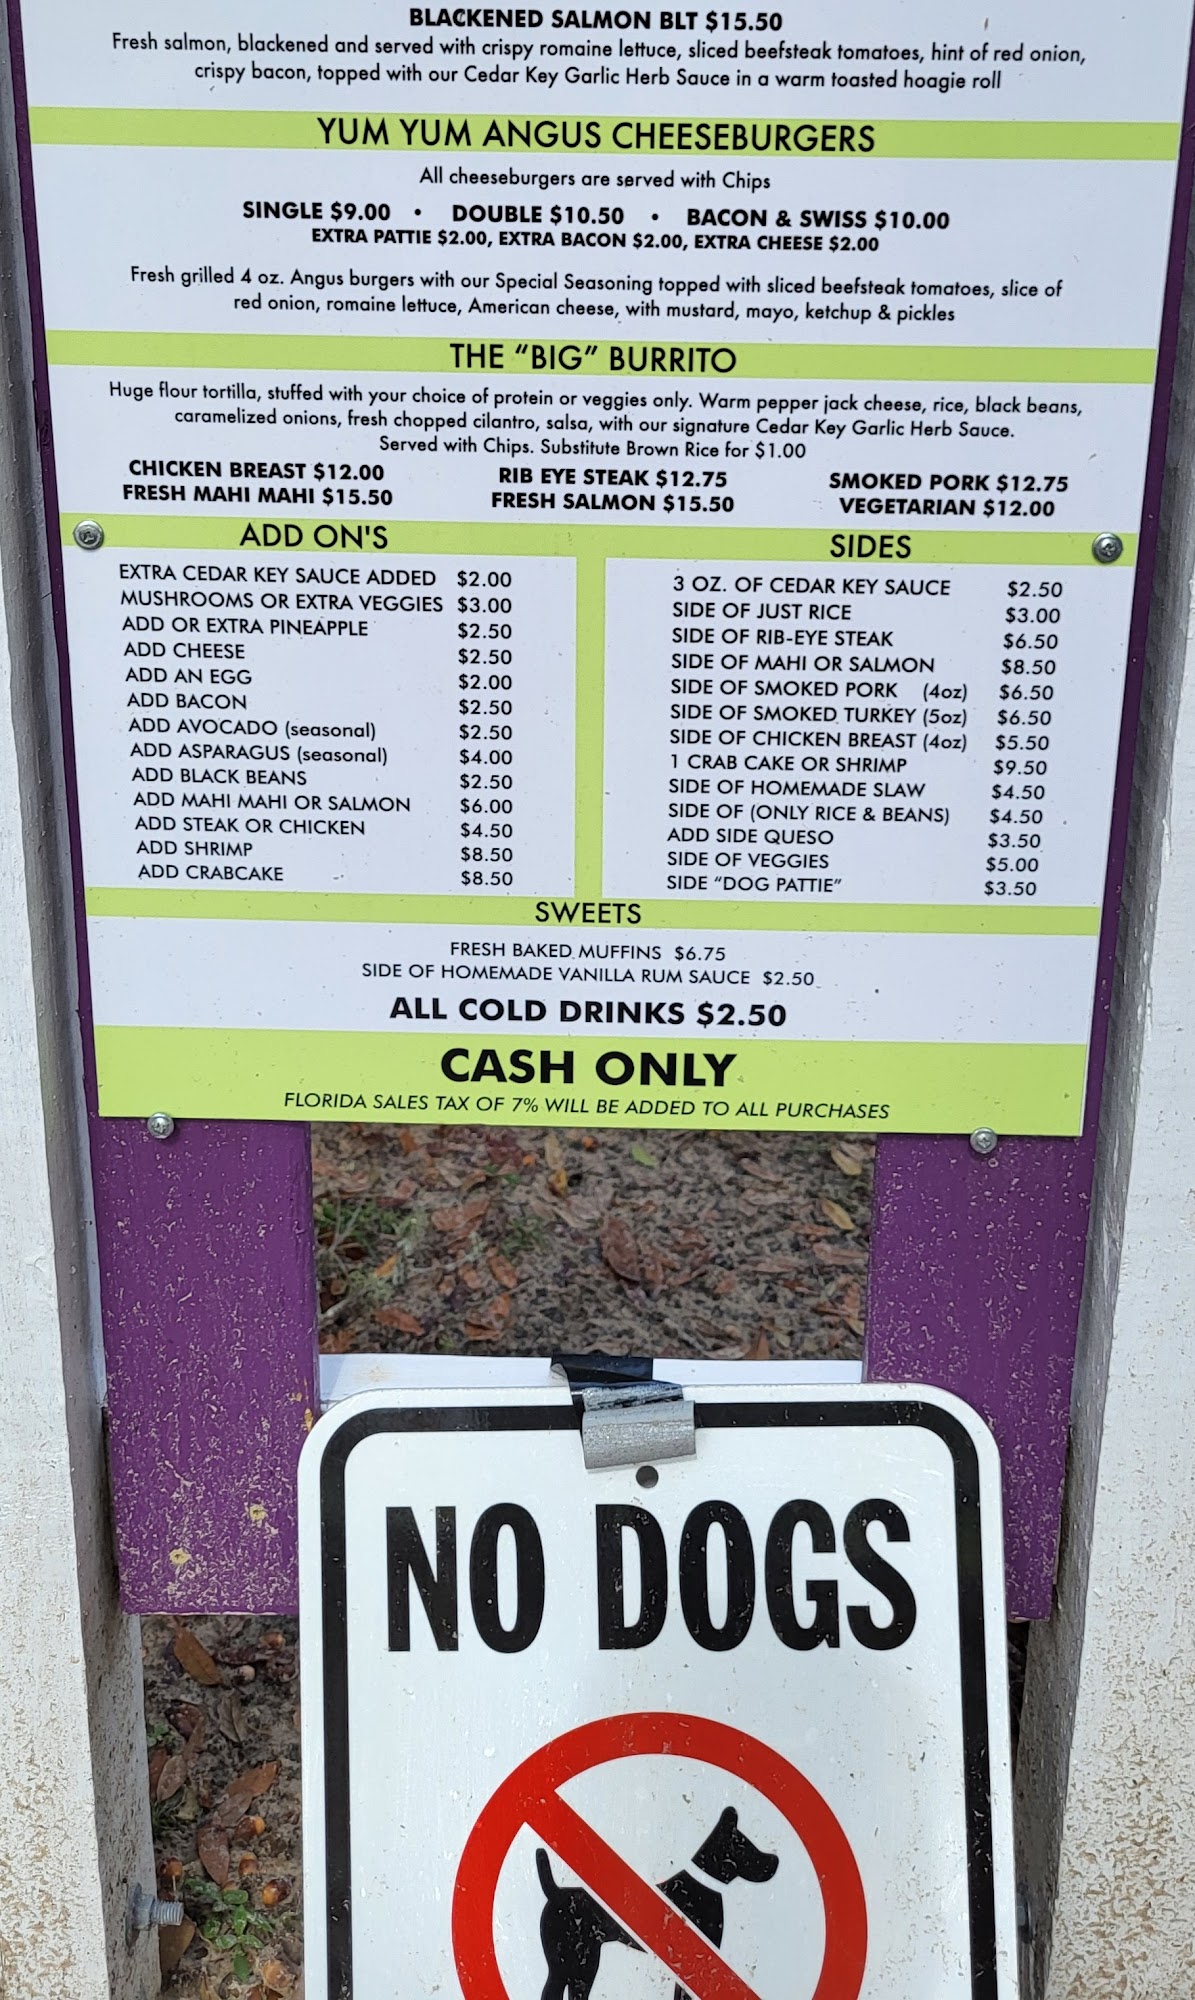 BLACKENED SALMON BLT $15.50
Fresh salmon, blackened and served with crispy romaine lettuce, sliced beefsteak tomatoes, hint of red onion,
crispy bacon, topped with our Cedar Key Garlic Herb Sauce in a warm toasted hoagie roll
YUM YUM ANGUS CHEESEBURGERS
All cheeseburgers are served with Chips
SINGLE $9.00 • DOUBLE $10.50 • BACON & SWISS $10.00
EXTRA PATTIE $2.00, EXTRA BACON $2.00, EXTRA CHEESE $2.00
Fresh grilled 4 oz. Angus burgers with our Special Seasoning topped with sliced beefsteak tomatoes, slice of
red onion, romaine lettuce, American cheese, with mustard, mayo, ketchup & pickles
THE "BIG" BURRITO
Huge flour tortilla, stuffed with your choice of protein or veggies only. Warm pepper jack cheese, rice, black beans,
caramelized onions, fresh chopped cilantro, salsa, with our signature Cedar Key Garlic Herb Sauce.
Served with Chips. Substitute Brown Rice for $1.00
CHICKEN BREAST $12.00 RIB EYE STEAK $12.75 SMOKED PORK $12.75
FRESH MAHI MAHI $15.50 FRESH SALMON $15.50 VEGETARIAN $12.00
ADD ON'S
EXTRA CEDAR KEY SAUCE ADDED $2.00
MUSHROOMS OR EXTRA VEGGIES $3.00
ADD OR EXTRA PINEAPPLE $2.50
ADD CHEESE $2.50
ADD AN EGG $2.00
ADD BACON $2.50
ADD AVOCADO (seasonal) $2.50
ADD ASPARAGUS (seasonal) $4.00
ADD BLACK BEANS $2.50
ADD MAHI MAHI OR SALMON $6.00
ADD STEAK OR CHICKEN $4.50
ADD SHRIMP $8.50
ADD CRABCAKE $8.50
SIDES
3 OZ. OF CEDAR KEY SAUCE $2.50
SIDE OF JUST RICE $3.00
SIDE OF RIB-EYE STEAK $6.50
SIDE OF MAHI OR SALMON $8.50
SIDE OF SMOKED PORK (4oz) $6.50
SIDE OF SMOKED TURKEY (5oz) $6.50
SIDE OF CHICKEN BREAST (4oz) $5.50
1 CRAB CAKE OR SHRIMP $9.50
SIDE OF HOMEMADE SLAW $4.50
SIDE OF (ONLY RICE & BEANS) $4.50
ADD SIDE QUESO $3.50
SIDE OF VEGGIES $5.00
SIDE "DOG PATTIE" $3.50
SWEETS
FRESH BAKED MUFFINS $6.75
SIDE OF HOMEMADE VANILLA RUM SAUCE $2.50
ALL COLD DRINKS $2.50
CASH ONLY
FLORIDA SALES TAX OF 7% WILL BE ADDED TO ALL PURCHASES
NO DOGS